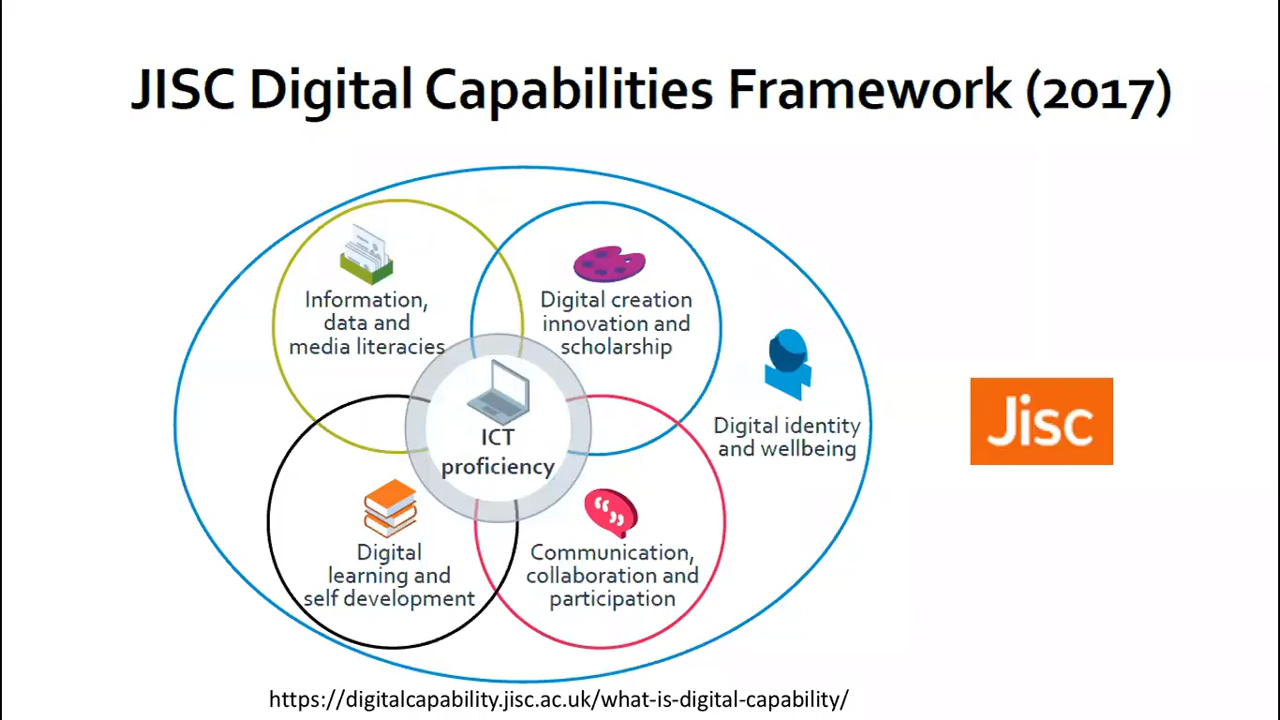 JISC Digital Capabilities Framework (2017)
Information,
data and
media literacies
Digital creation
innovation and
scholarship
ICT
proficiency
Digital identity
and wellbeing
Jisc
Digital
learning and
self development
Communication,
collaboration and
participation
https://digitalcapability.jisc.ac.uk/what-is-digital-capability/